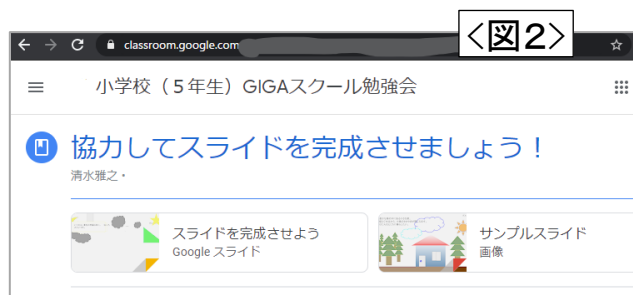 <図2>
classroom.google.com
小学校（５年生）GIGAスクール勉強会
協力してスライドを完成させましょう！
清水雅之・
スライドを完成させよう
Google スライド
サンプルスライド
画像